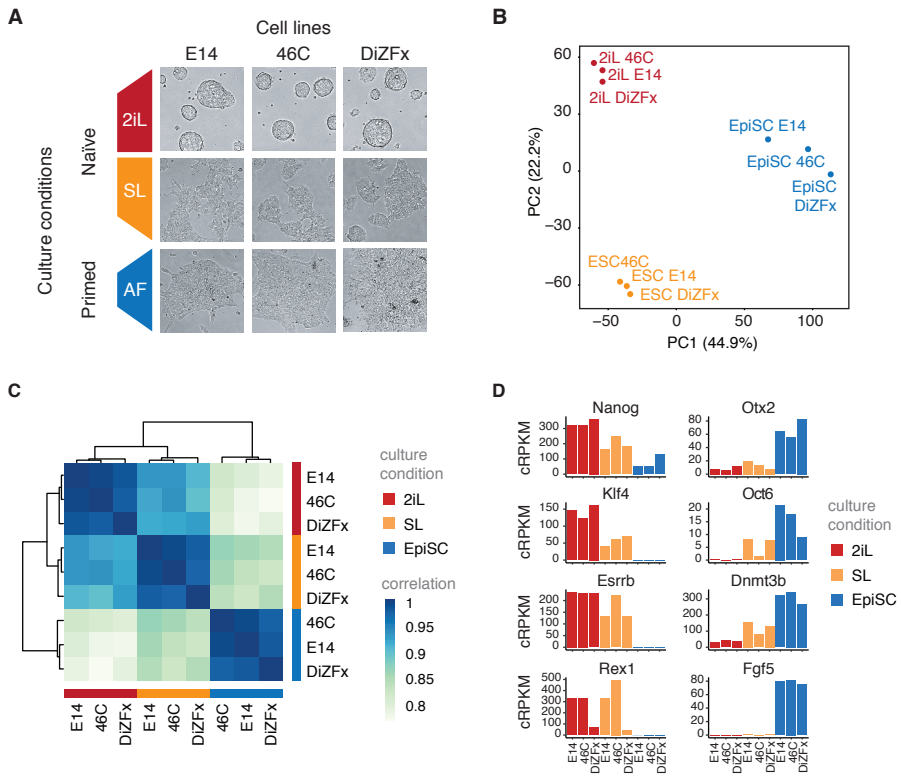 A
Cell lines
E14 46C DiZFx
Culture conditions
Naïve
Primed
2iL
SL
AF
B
60
30
0
−30
−60
−50 0 50 100
PC2 (22.2%)
PC1 (44.9%)
2iL 46C
2iL E14
2iL DiZFx
EpiSC E14
EpiSC 46C
EpiSC
DiZFx
ESC46C
ESC E14
ESC DiZFx
C
E14
46C
DiZFx
E14
46C
DiZFx
46C
E14
DiZFx
E14 46C DiZFx E14 46C DiZFx 46C E14 DiZFx
culture
condition
2iL
SL
EpiSC
correlation
1
0.95
0.9
0.85
0.8
D
Nanog
cRPKM
300
200
100
0
Otx2
80
60
40
20
0
Klf4
cRPKM
150
100
50
0
Oct6
20
15
10
5
0
Esrrb
cRPKM
250
200
150
100
50
0
Dnmt3b
300
200
100
0
Rex1
cRPKM
500
400
300
200
100
0
Fgf5
80
60
40
20
0
E14 46C DiZFx E14 46C DiZFx E14 46C DiZFx
E14 46C DiZFx E14 46C DiZFx E14 46C DiZFx
culture
condition
2iL
SL
EpiSC